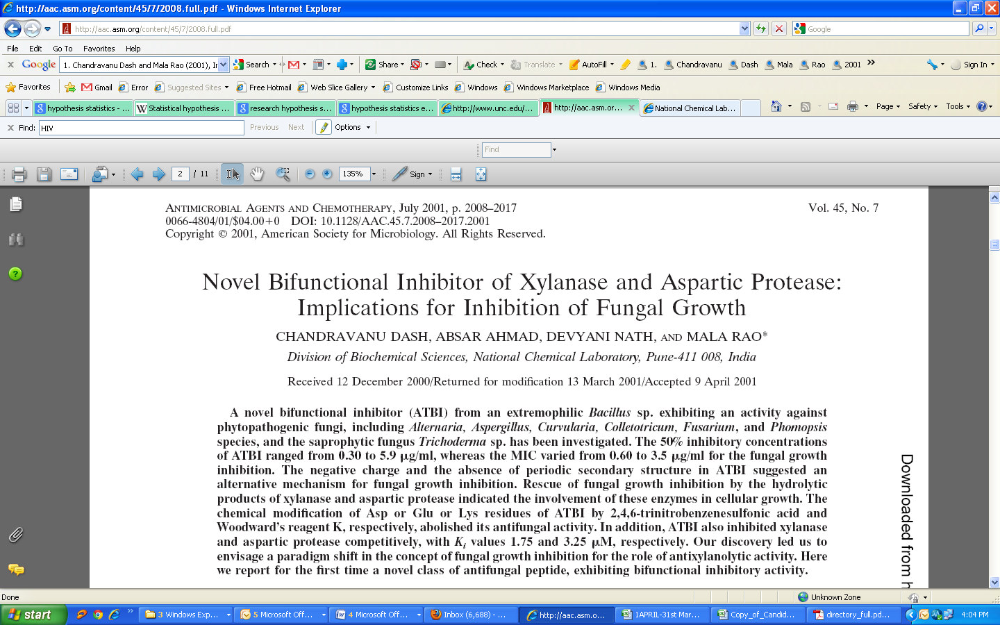 http://aac.asm.org/content/45/7/2008.full.pdf - Windows Internet Explorer
http://aac.asm.org/content/45/7/2008.full.pdf
Google
File Edit Go To Favorites Help
x Google 1. Chandravanu Dash and Mala Rao (2001), Ir Search Share Check Translate AutoFill 1. Chandravanu Dash Mala Rao 2001 » Sign In
Favorites Gmail Error Suggested Sites Free Hotmail Web Slice Gallery Customize Links Windows Windows Marketplace Windows Media
hypothesis statistics - ... Statistical hypothesis ... research hypothesis s... hypothesis statistics e... http://www.unc.edu/... http://aac.asm.or... x National Chemical Lab... Page Safety Tools
x Find: HIV Previous Next Options
Find
2 / 11 135% Sign
ANTIMICROBIAL AGENTS AND CHEMOTHERAPY, July 2001, p. 2008–2017 Vol. 45, No. 7
0066-4804/01/$04.00+0 DOI: 10.1128/AAC.45.7.2008–2017.2001
Copyright © 2001, American Society for Microbiology. All Rights Reserved.
Novel Bifunctional Inhibitor of Xylanase and Aspartic Protease:
Implications for Inhibition of Fungal Growth
CHANDRAVANU DASH, ABSAR AHMAD, DEVYANI NATH, AND MALA RAO*
Division of Biochemical Sciences, National Chemical Laboratory, Pune-411 008, India
Received 12 December 2000/Returned for modification 13 March 2001/Accepted 9 April 2001
A novel bifunctional inhibitor (ATBI) from an extremophilic Bacillus sp. exhibiting an activity against
phytopathogenic fungi, including Alternaria, Aspergillus, Curvularia, Colletotricum, Fusarium, and Phomopsis
species, and the saprophytic fungus Trichoderma sp. has been investigated. The 50% inhibitory concentrations
of ATBI ranged from 0.30 to 5.9 μg/ml, whereas the MIC varied from 0.60 to 3.5 μg/ml for the fungal growth
inhibition. The negative charge and the absence of periodic secondary structure in ATBI suggested an
alternative mechanism for fungal growth inhibition. Rescue of fungal growth inhibition by the hydrolytic
products of xylanase and aspartic protease indicated the involvement of these enzymes in cellular growth. The
chemical modification of Asp or Glu or Lys residues of ATBI by 2,4,6-trinitrobenzenesulfonic acid and
Woodward's reagent K, respectively, abolished its antifungal activity. In addition, ATBI also inhibited xylanase
and aspartic protease competitively, with Ki values 1.75 and 3.25 μM, respectively. Our discovery led us to
envisage a paradigm shift in the concept of fungal growth inhibition for the role of antixylanolytic activity. Here
we report for the first time a novel class of antifungal peptide, exhibiting bifunctional inhibitory activity.
Downloaded from h
Done Unknown Zone
start » 3 Windows Exp... 5 Microsoft Off... 4 Microsoft Off... Inbox (6,688) - ... http://aac.asm.o... 1APRIL-31st Mar... Copy_of_Candid... directory_full.pd... 4:04 PM